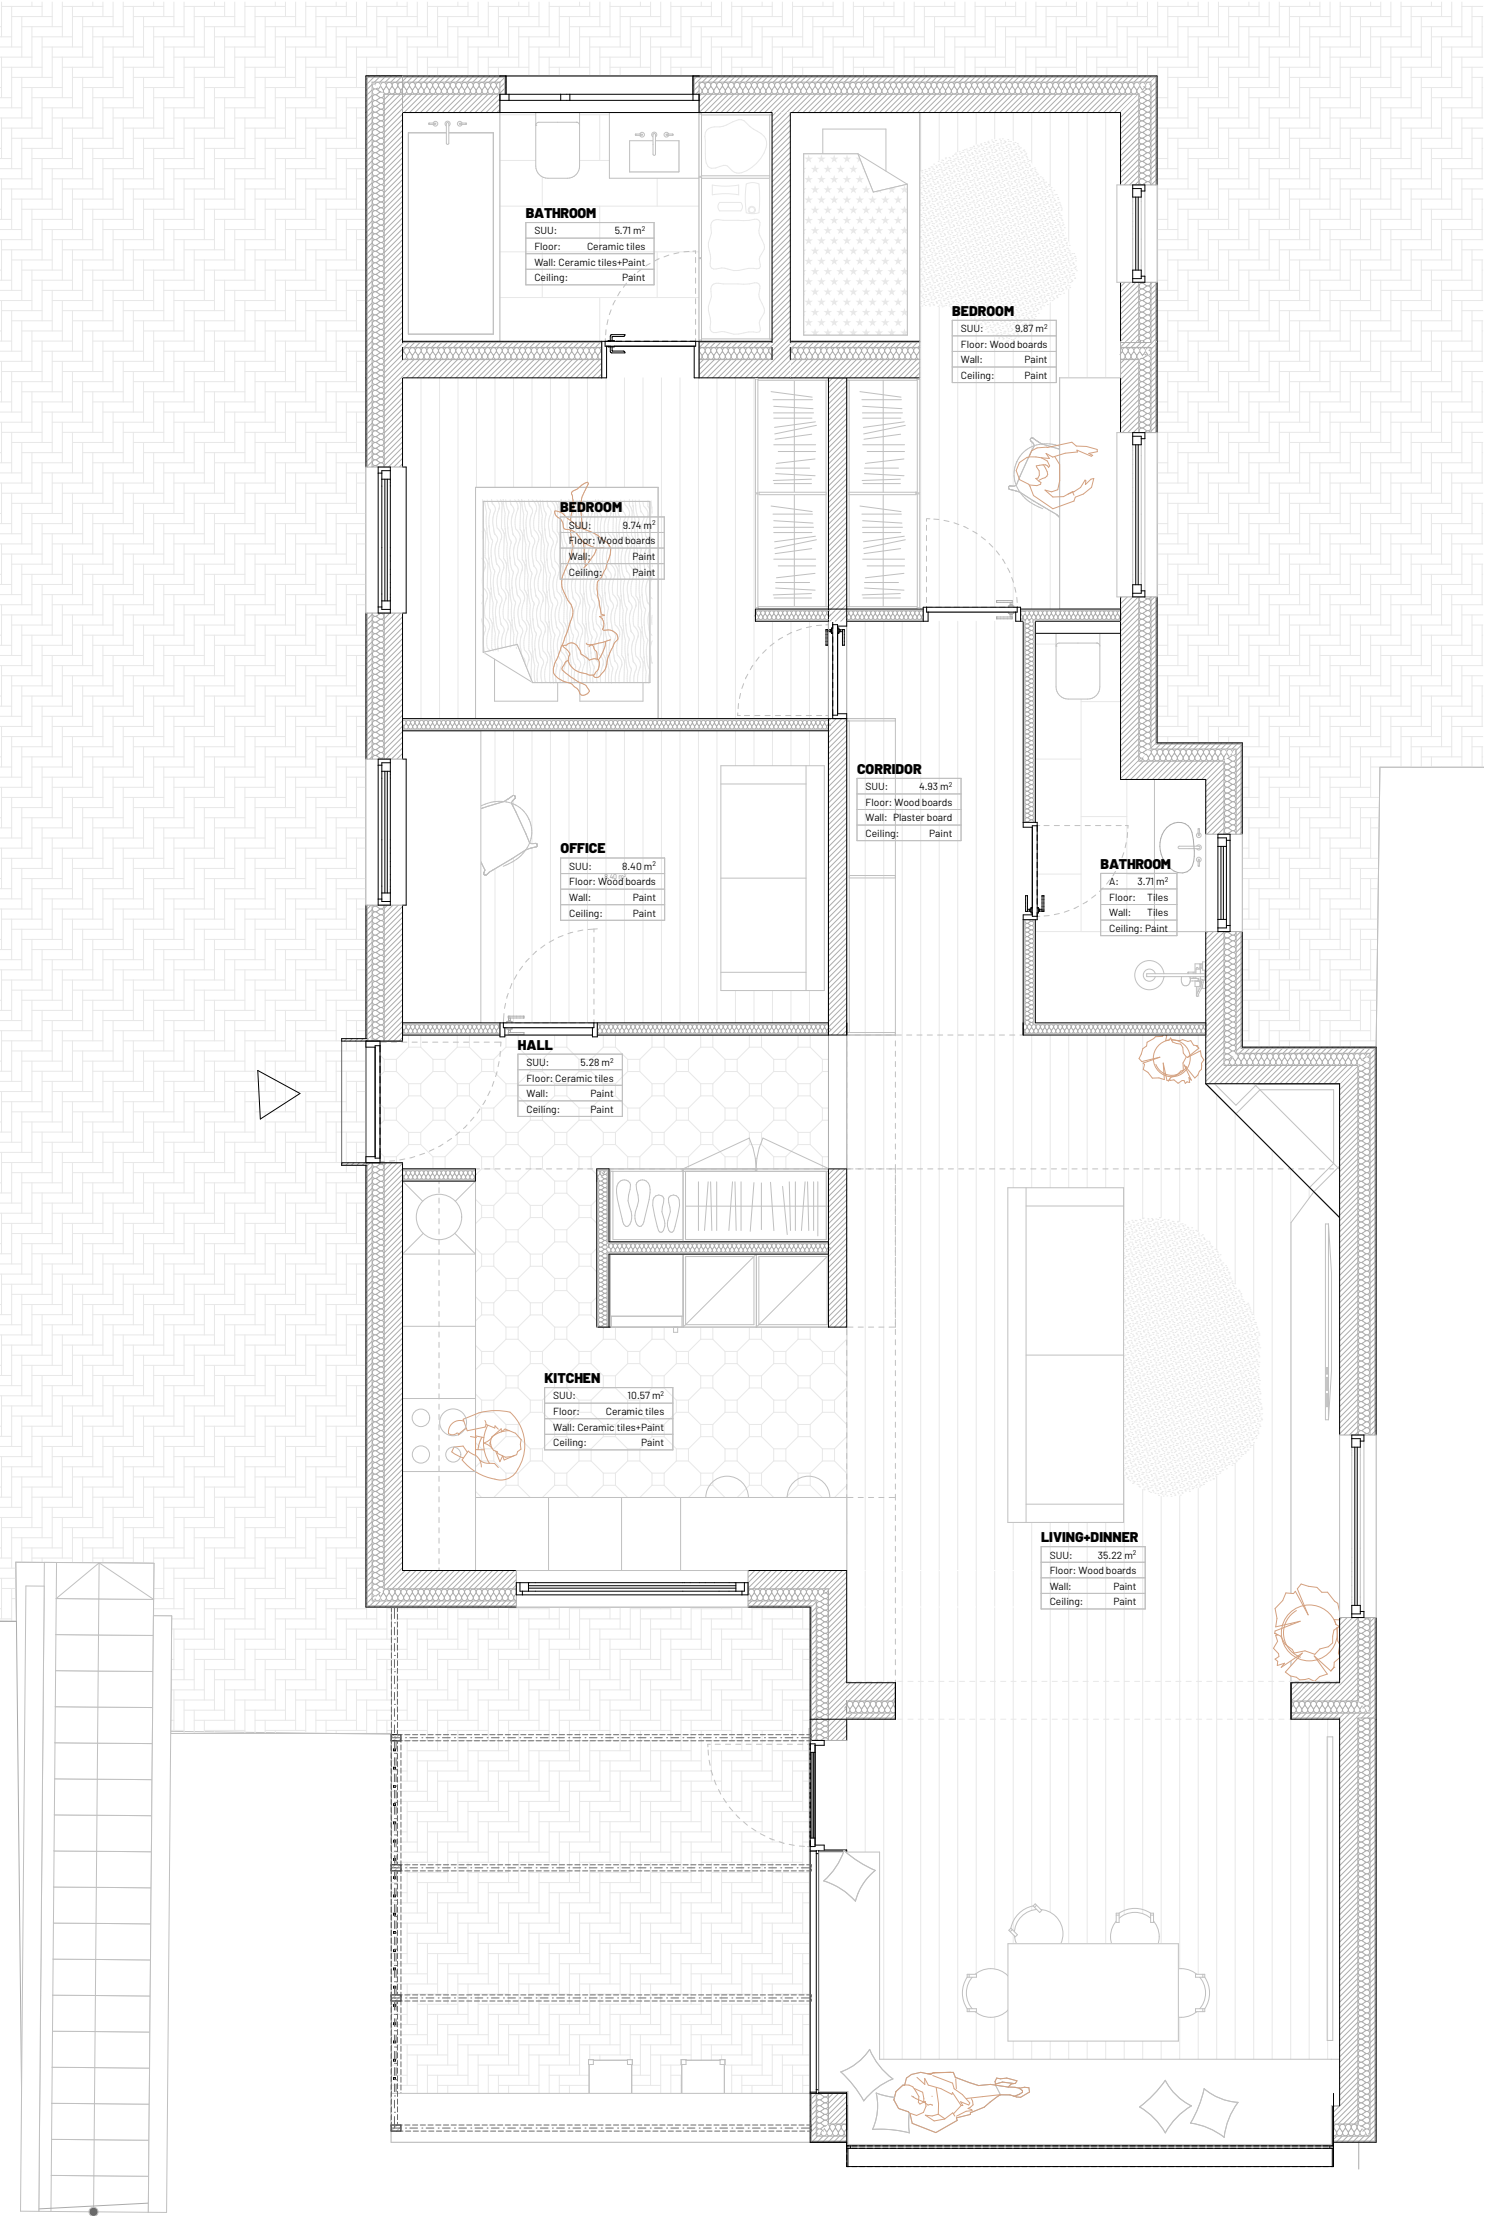 BATHROOM
SUU: 5.71 m²
Floor: Ceramic tiles
Wall: Ceramic tiles+Paint
Ceiling: Paint
BEDROOM
SUU: 9.87 m²
Floor: Wood boards
Wall: Paint
Ceiling: Paint
BEDROOM
SUU: 9.74 m²
Floor: Wood boards
Wall: Paint
Ceiling: Paint
CORRIDOR
SUU: 4.93 m²
Floor: Wood boards
Wall: Plaster board
Ceiling: Paint
OFFICE
SUU: 8.40 m²
Floor: Wood boards
Wall: Paint
Ceiling: Paint
BATHROOM
A: 3.71 m²
Floor: Tiles
Wall: Tiles
Ceiling: Paint
HALL
SUU: 5.28 m²
Floor: Ceramic tiles
Wall: Paint
Ceiling: Paint
KITCHEN
SUU: 10.57 m²
Floor: Ceramic tiles
Wall: Ceramic tiles+Paint
Ceiling: Paint
LIVING+DINNER
SUU: 35.22 m²
Floor: Wood boards
Wall: Paint
Ceiling: Paint